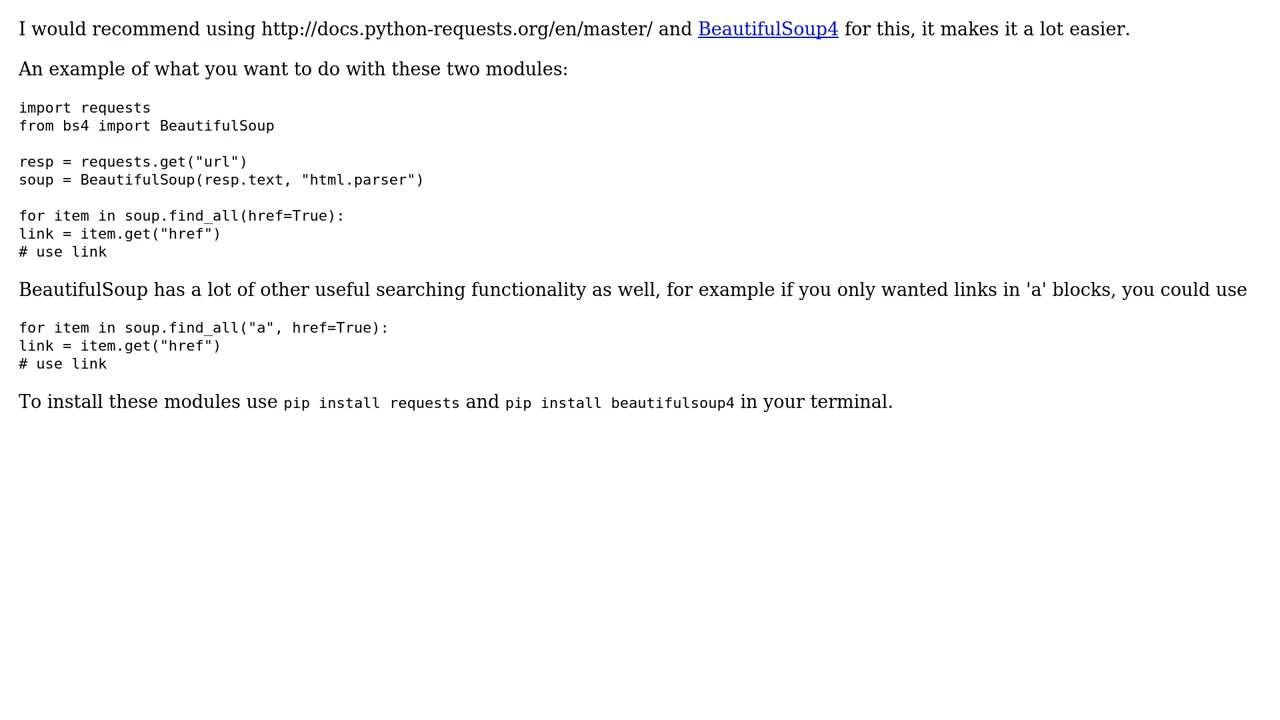 I would recommend using http://docs.python-requests.org/en/master/ and BeautifulSoup4 for this, it makes it a lot easier.
An example of what you want to do with these two modules:
import requests
from bs4 import BeautifulSoup
resp = requests.get("url")
soup = BeautifulSoup(resp.text, "html.parser")
for item in soup.find_all(href=True):
link = item.get("href")
# use link
BeautifulSoup has a lot of other useful searching functionality as well, for example if you only wanted links in 'a' blocks, you could use
for item in soup.find_all("a", href=True):
link = item.get("href")
# use link
To install these modules use pip install requests and pip install beautifulsoup4 in your terminal.